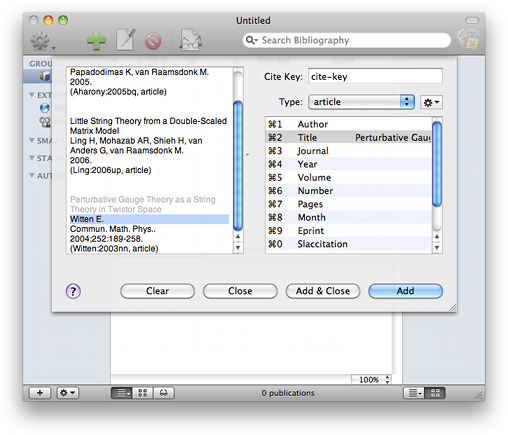 Untitled
Search Bibliography
GROU
EXT
SMA
STA
AUT
Papadodimas K, van Raamsdonk M.
2005.
(Aharony:2005bq, article)
Little String Theory from a Double-Scaled
Matrix Model
Ling H, Mohazab AR, Shieh H, van
Anders G, van Raamsdonk M.
2006.
(Ling:2006up, article)
Perturbative Gauge Theory as a String
Theory in Twistor Space
Witten E.
Commun. Math. Phys..
2004;252:189-258.
(Witten:2003nn, article)
Cite Key: cite-key
Type: article
⌘1 Author
⌘2 Title Perturbative Gaug
⌘3 Journal
⌘4 Year
⌘5 Volume
⌘6 Number
⌘7 Pages
⌘8 Month
⌘9 Eprint
⌘0 Slaccitation
? Clear Close Add & Close Add
100%
0 publications